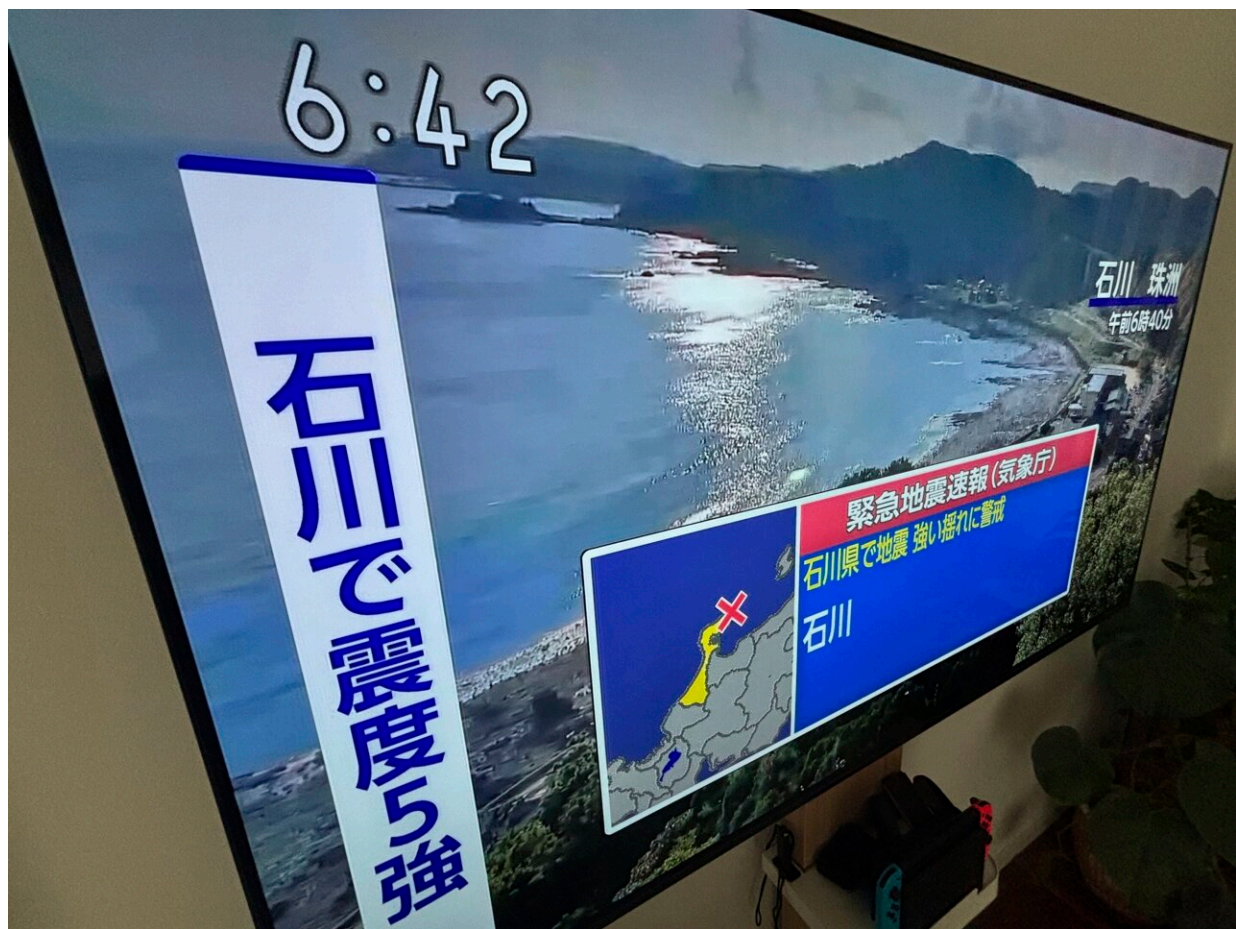 6:42
石川で震度5強
石川 珠洲
午前6時40分
緊急地震速報(気象庁)
石川県で地震 強い揺れに警戒
石川